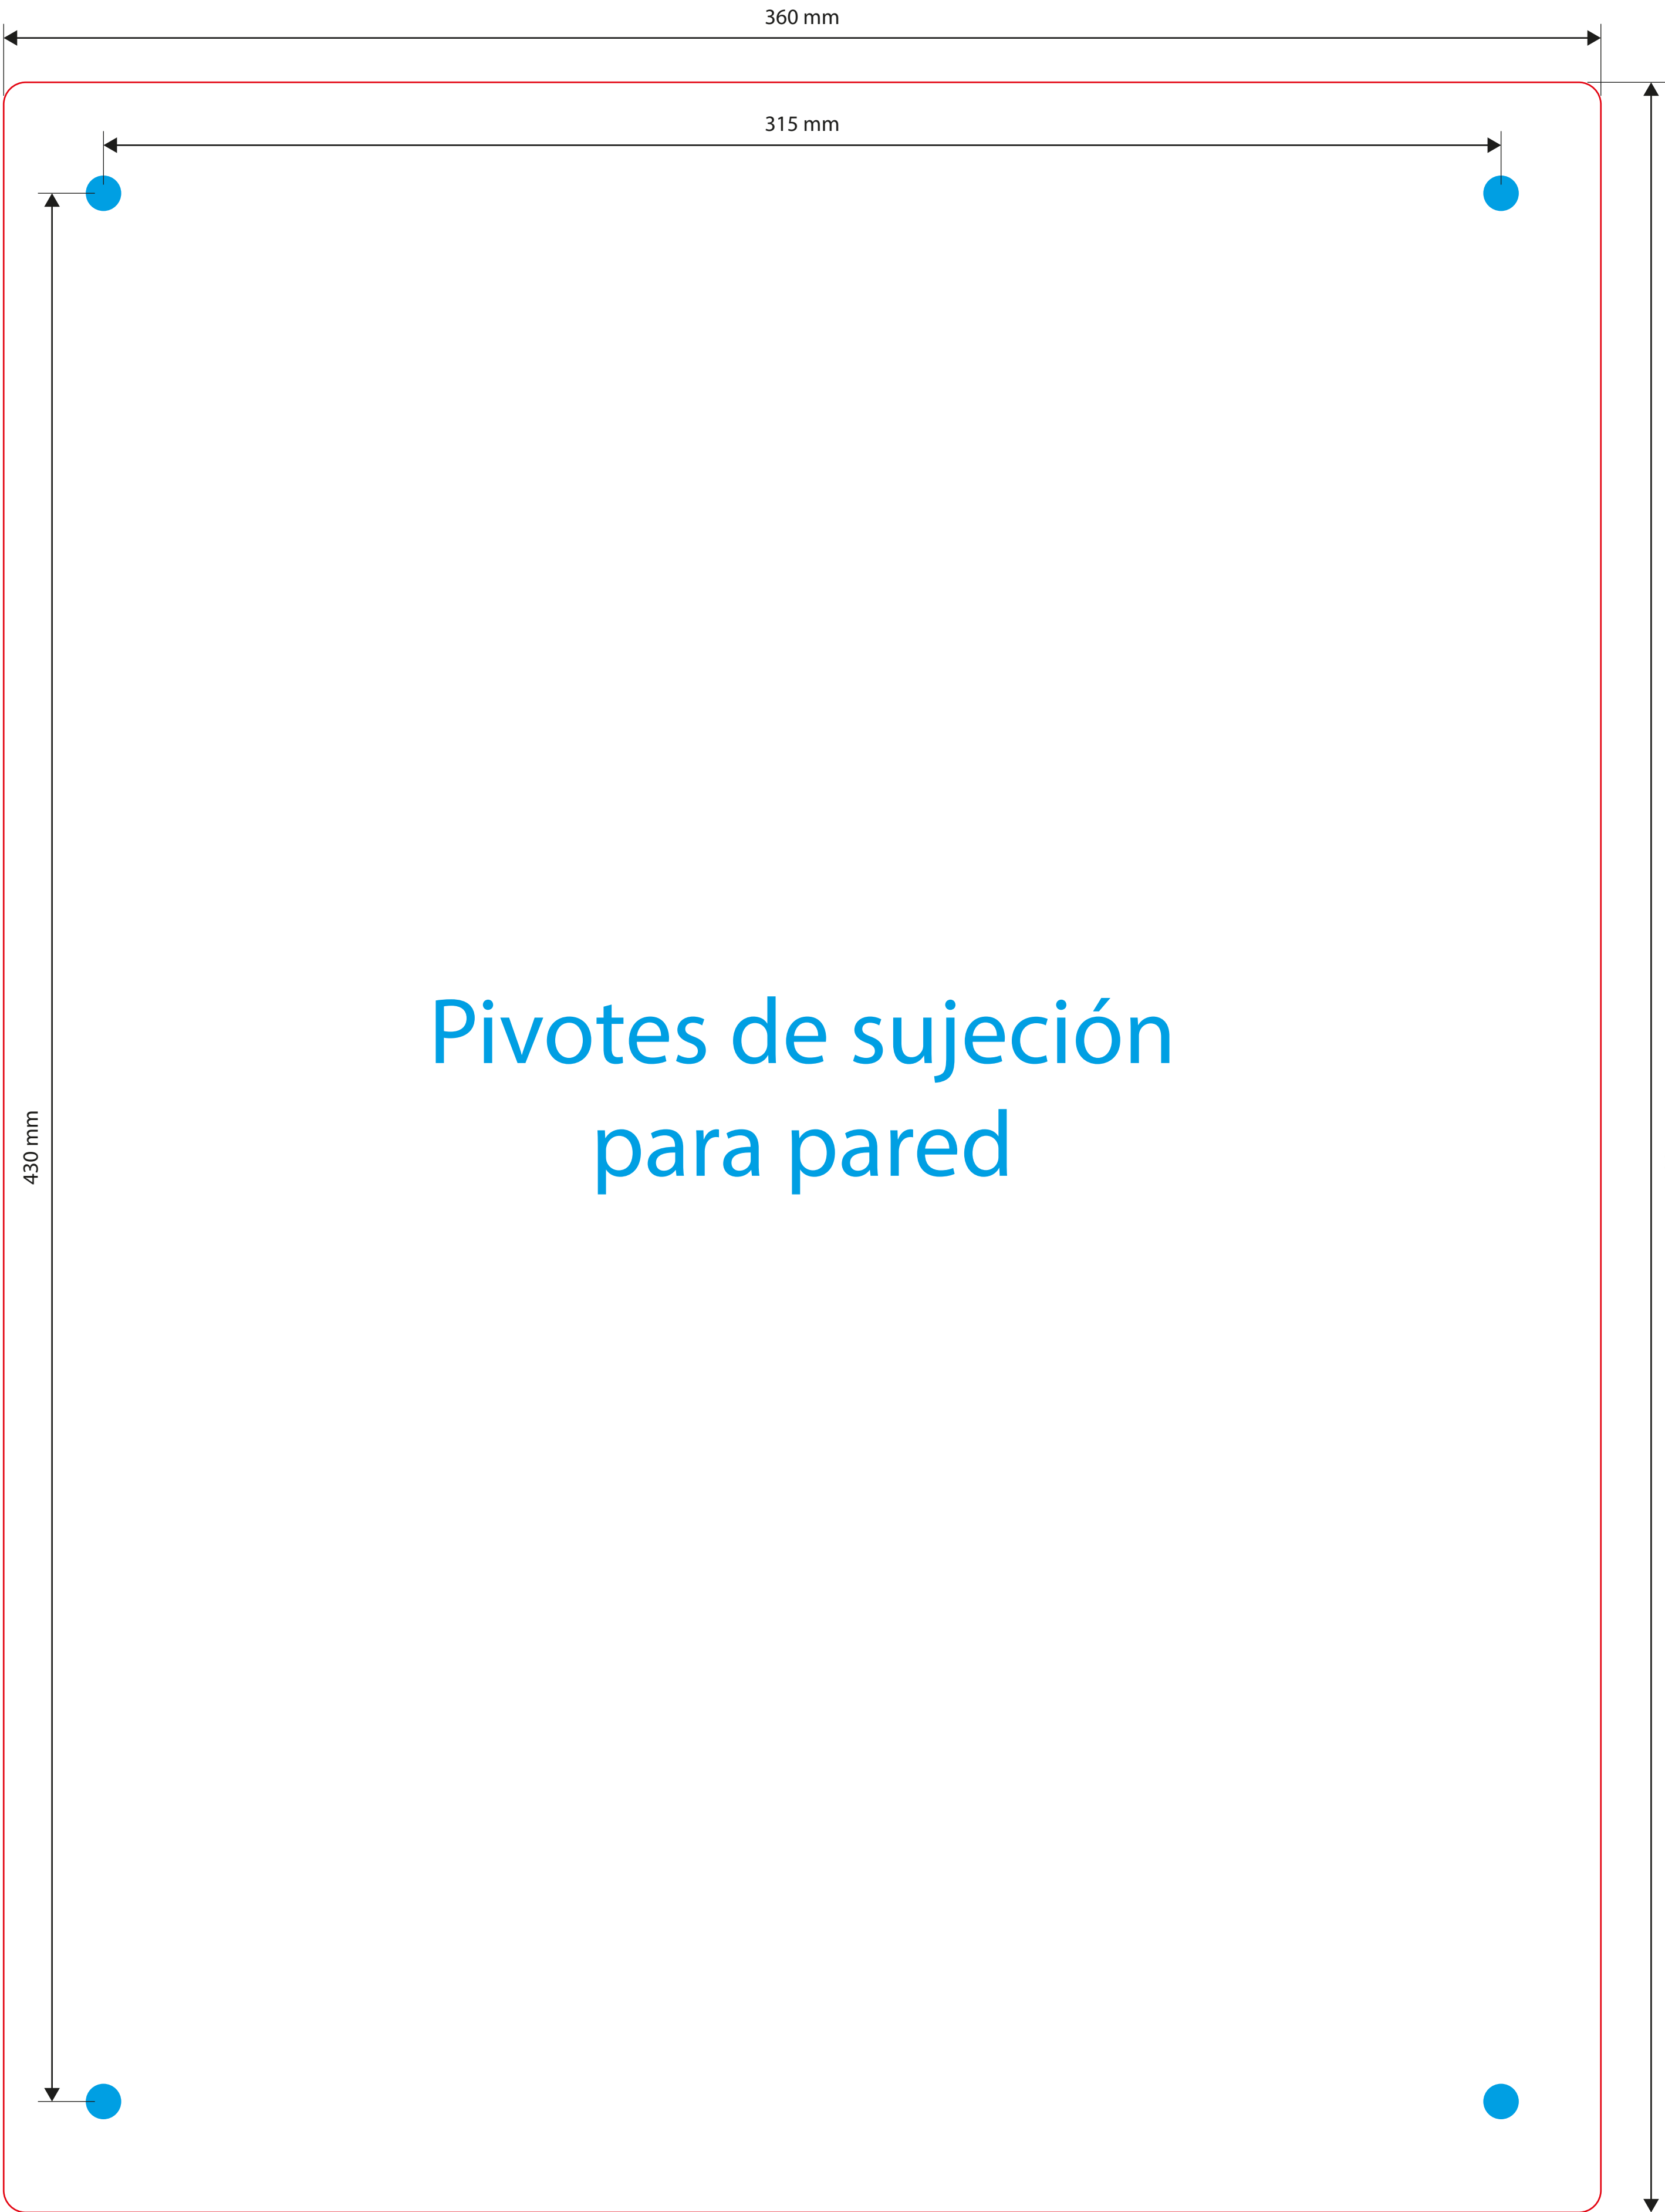 360 mm
315 mm
Pivotes de sujeción
para pared
430 mm